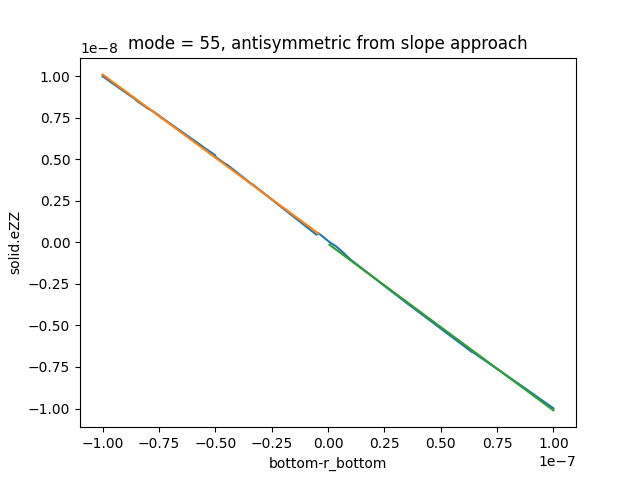 1e−8
mode = 55, antisymmetric from slope approach
1.00
0.75
0.50
0.25
0.00
−0.25
−0.50
−0.75
−1.00
solid.eZZ
−1.00 −0.75 −0.50 −0.25 0.00 0.25 0.50 0.75 1.00
bottom-r_bottom
1e−7